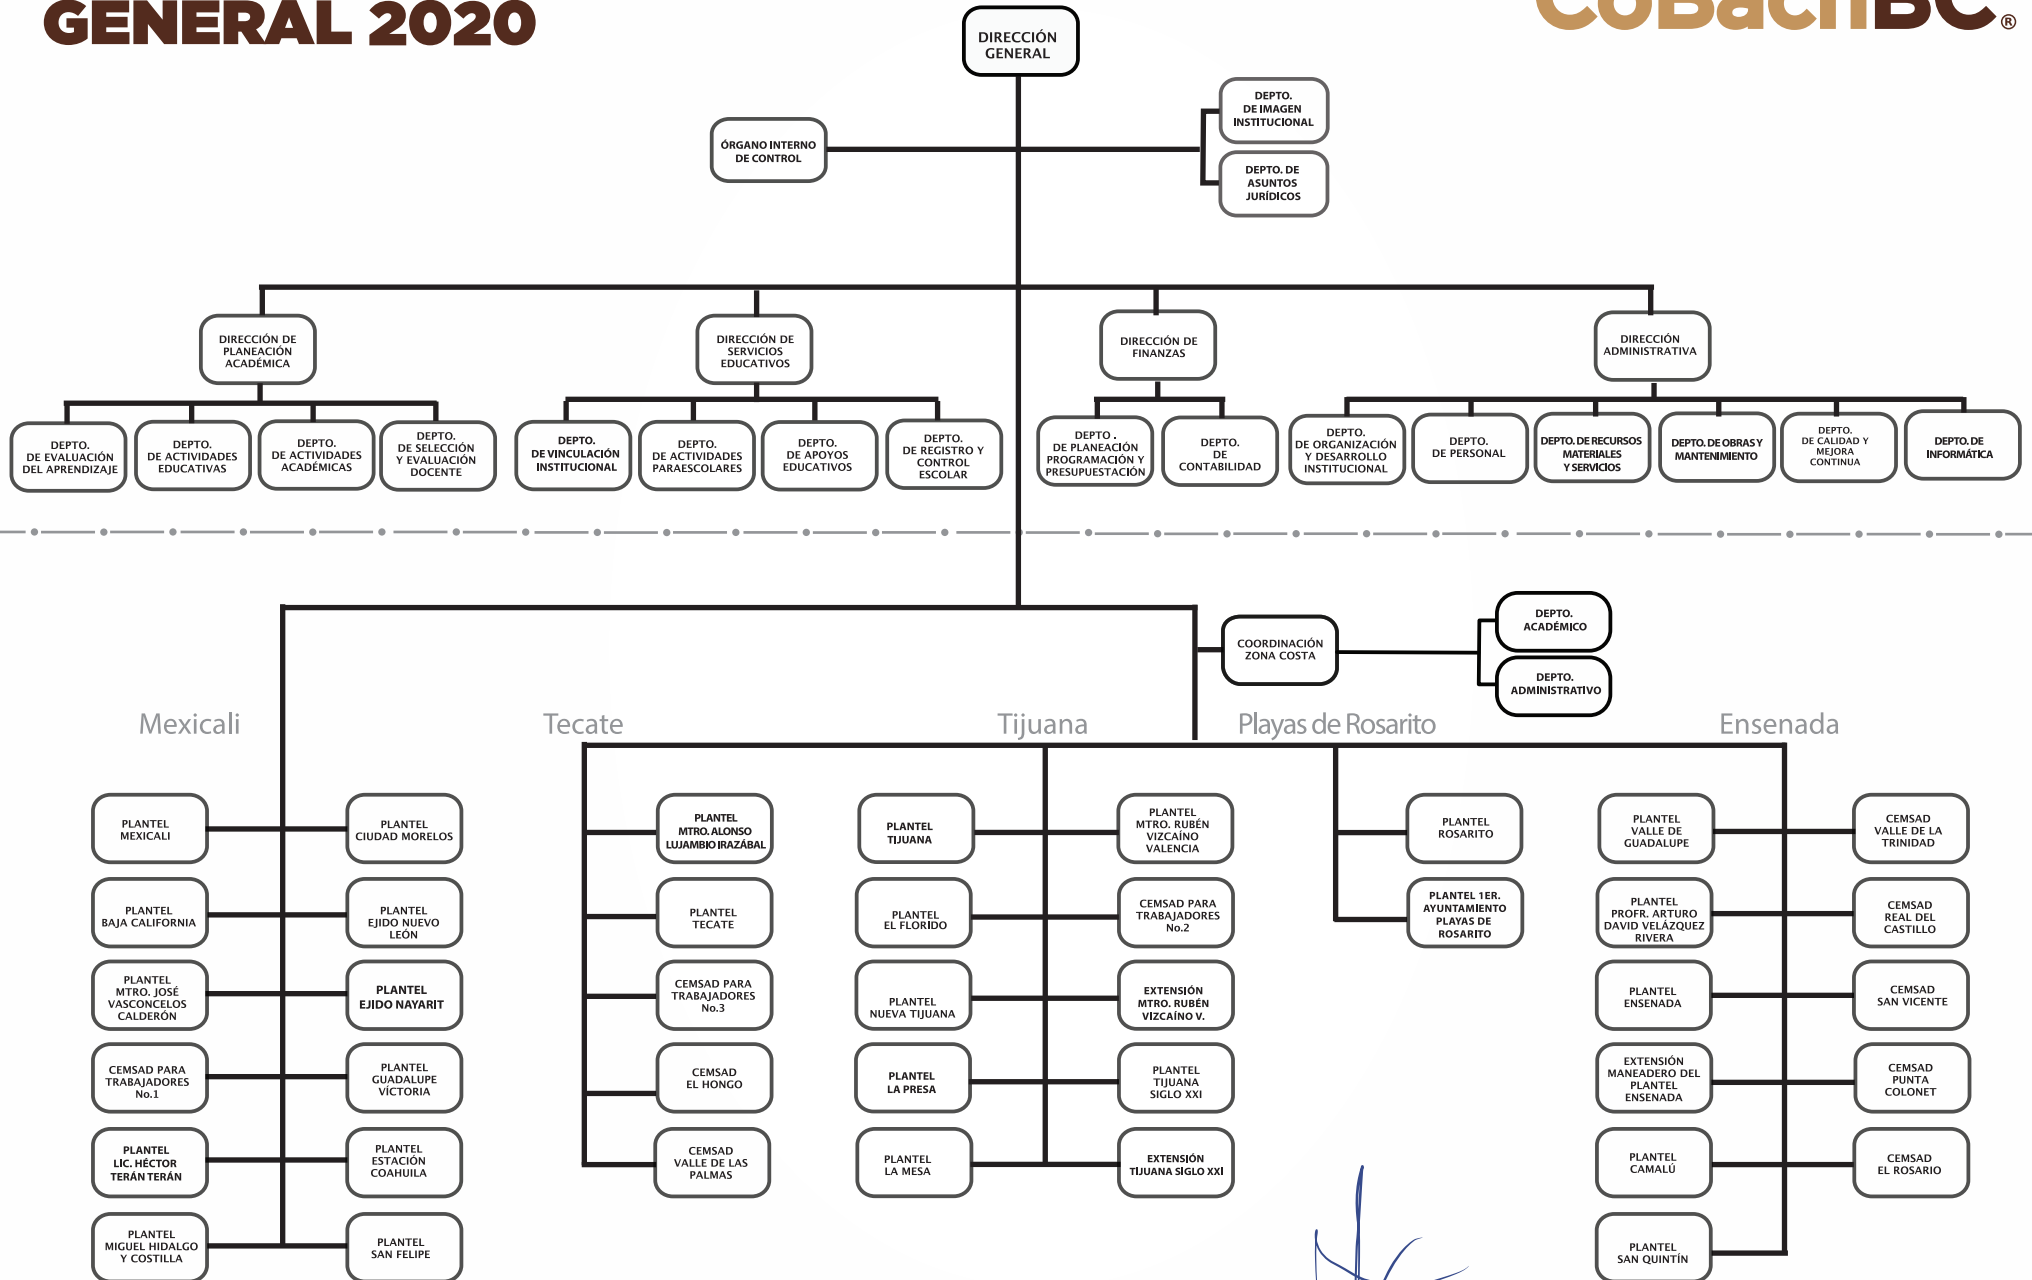 GENERAL 2020
CoBachBC®
DIRECCIÓN
GENERAL
DEPTO.
DE IMAGEN
INSTITUCIONAL
ÓRGANO INTERNO
DE CONTROL
DEPTO. DE
ASUNTOS
JURÍDICOS
DIRECCIÓN DE
PLANEACIÓN
ACADÉMICA
DIRECCIÓN DE
SERVICIOS
EDUCATIVOS
DIRECCIÓN DE
FINANZAS
DIRECCIÓN
ADMINISTRATIVA
DEPTO.
DE EVALUACIÓN
DEL APRENDIZAJE
DEPTO.
DE ACTIVIDADES
EDUCATIVAS
DEPTO.
DE ACTIVIDADES
ACADÉMICAS
DEPTO.
DE SELECCIÓN
Y EVALUACIÓN
DOCENTE
DEPTO.
DE VINCULACIÓN
INSTITUCIONAL
DEPTO.
DE ACTIVIDADES
PARAESCOLARES
DEPTO.
DE APOYOS
EDUCATIVOS
DEPTO.
DE REGISTRO Y
CONTROL
ESCOLAR
DEPTO .
DE PLANEACIÓN
PROGRAMACIÓN Y
PRESUPUESTACIÓN
DEPTO.
DE
CONTABILIDAD
DEPTO.
DE ORGANIZACIÓN
Y DESARROLLO
INSTITUCIONAL
DEPTO.
DE PERSONAL
DEPTO. DE RECURSOS
MATERIALES
Y SERVICIOS
DEPTO. DE OBRAS Y
MANTENIMIENTO
DEPTO.
DE CALIDAD Y
MEJORA
CONTINUA
DEPTO. DE
INFORMÁTICA
COORDINACIÓN
ZONA COSTA
DEPTO.
ACADÉMICO
DEPTO.
ADMINISTRATIVO
Mexicali
Tecate
Tijuana
Playas de Rosarito
Ensenada
PLANTEL
MEXICALI
PLANTEL
CIUDAD MORELOS
PLANTEL
BAJA CALIFORNIA
PLANTEL
EJIDO NUEVO
LEÓN
PLANTEL
MTRO. JOSÉ
VASCONCELOS
CALDERÓN
PLANTEL
EJIDO NAYARIT
CEMSAD PARA
TRABAJADORES
No.1
PLANTEL
GUADALUPE
VÍCTORIA
PLANTEL
LIC. HÉCTOR
TERÁN TERÁN
PLANTEL
ESTACIÓN
COAHUILA
PLANTEL
MIGUEL HIDALGO
Y COSTILLA
PLANTEL
SAN FELIPE
PLANTEL
MTRO. ALONSO
LUJAMBIO IRAZÁBAL
PLANTEL
TECATE
CEMSAD PARA
TRABAJADORES
No.3
CEMSAD
EL HONGO
CEMSAD
VALLE DE LAS
PALMAS
PLANTEL
TIJUANA
PLANTEL
MTRO. RUBÉN
VIZCAÍNO
VALENCIA
PLANTEL
EL FLORIDO
CEMSAD PARA
TRABAJADORES
No.2
PLANTEL
NUEVA TIJUANA
EXTENSIÓN
MTRO. RUBÉN
VIZCAÍNO V.
PLANTEL
LA PRESA
PLANTEL
TIJUANA
SIGLO XXI
PLANTEL
LA MESA
EXTENSIÓN
TIJUANA SIGLO XXI
PLANTEL
ROSARITO
PLANTEL 1ER.
AYUNTAMIENTO
PLAYAS DE
ROSARITO
PLANTEL
VALLE DE
GUADALUPE
CEMSAD
VALLE DE LA
TRINIDAD
PLANTEL
PROFR. ARTURO
DAVID VELÁZQUEZ
RIVERA
CEMSAD
REAL DEL
CASTILLO
PLANTEL
ENSENADA
CEMSAD
SAN VICENTE
EXTENSIÓN
MANEADERO DEL
PLANTEL
ENSENADA
CEMSAD
PUNTA
COLONET
PLANTEL
CAMALÚ
CEMSAD
EL ROSARIO
PLANTEL
SAN QUINTÍN